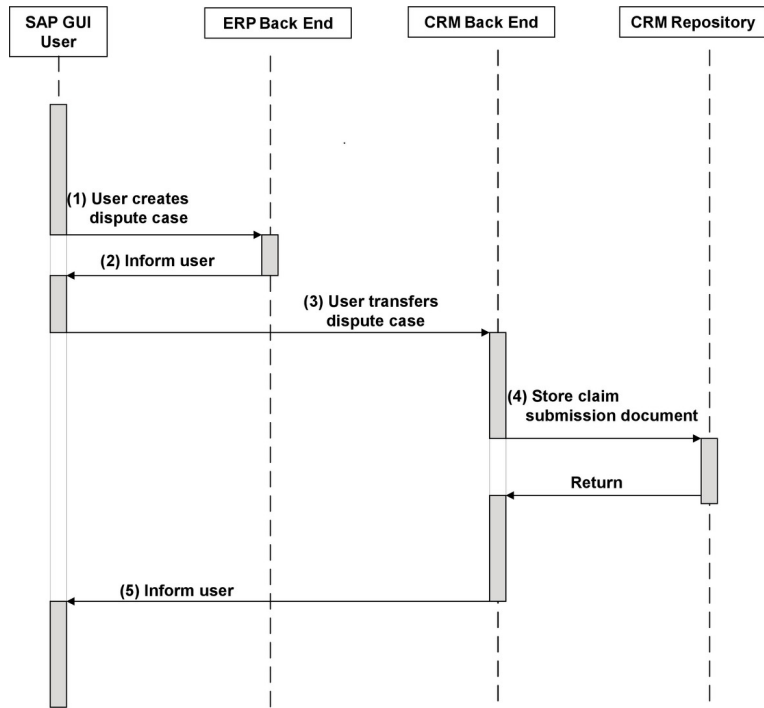 SAP GUI
User
ERP Back End
CRM Back End
CRM Repository
(1) User creates
dispute case
(2) Inform user
(3) User transfers
dispute case
(4) Store claim
submission document
Return
(5) Inform user